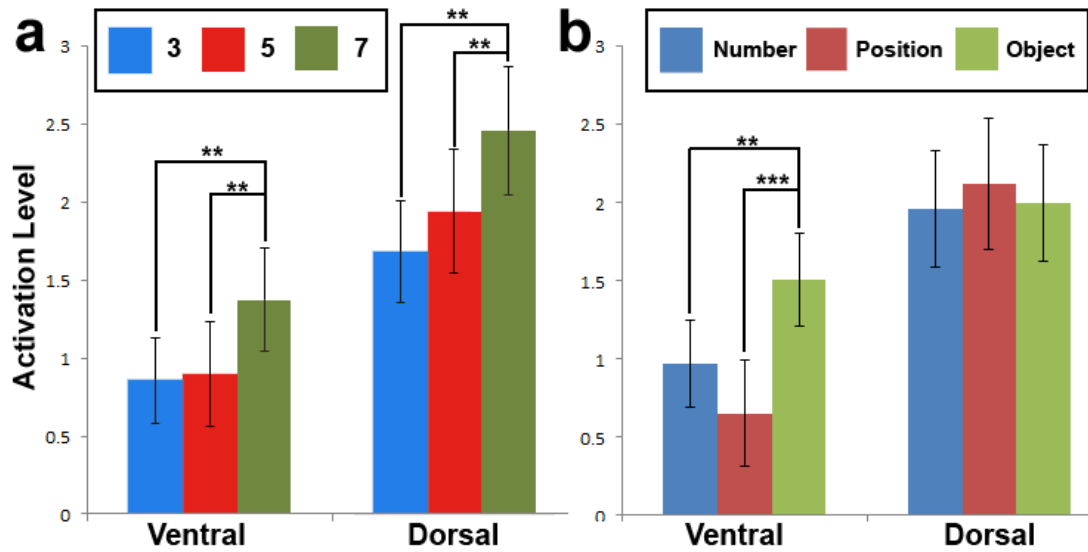 a
3 5 7
Activation Level
3
2.5
2
1.5
1
0.5
0
**
**
**
**
Ventral Dorsal
b
Number Position Object
3
2.5
2
1.5
1
0.5
0
**
***
Ventral Dorsal